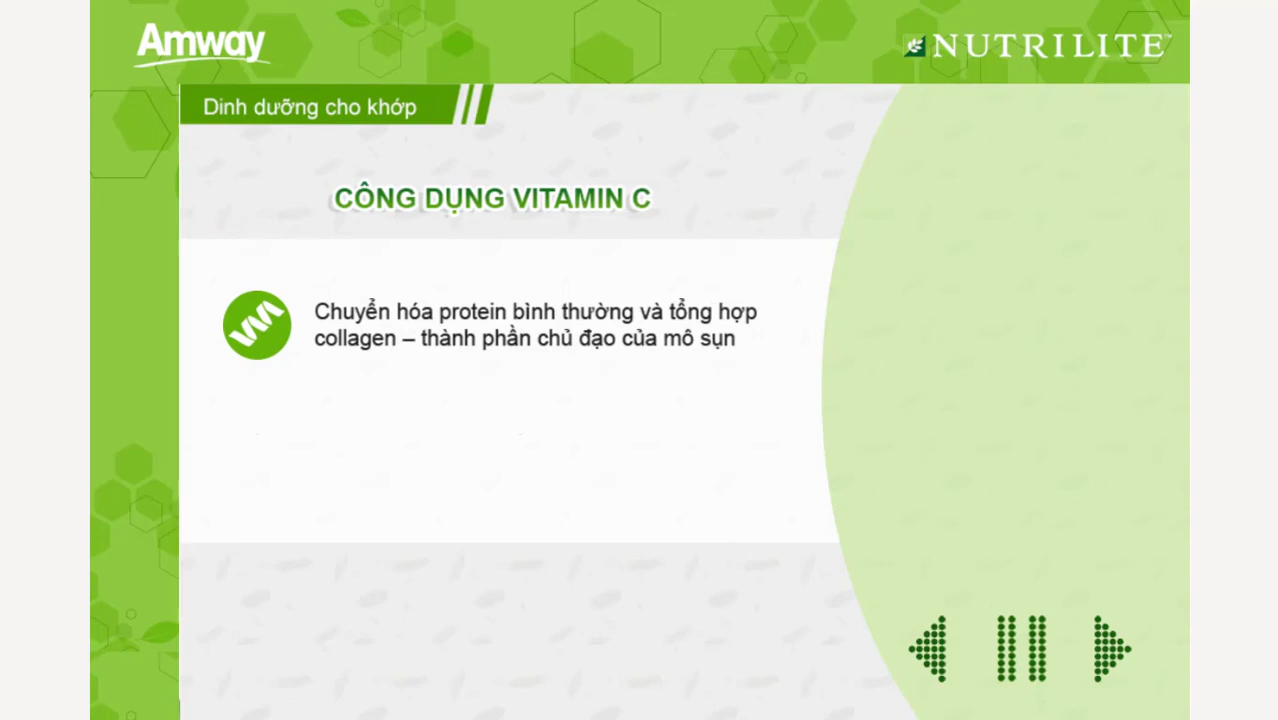 Amway
NUTRILITE™
Dinh dưỡng cho khớp
CÔNG DỤNG VITAMIN C
Chuyển hóa protein bình thường và tổng hợp
collagen – thành phần chủ đạo của mô sụn